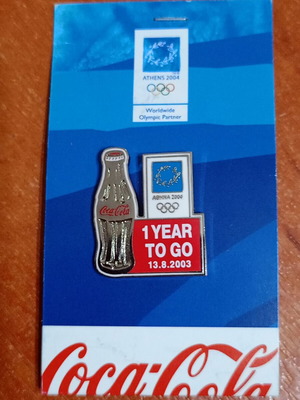 ATHENS 2004
Worldwide
Olympic Partner
Coca-Cola
ΑΘΗΝΑ 2004
1 YEAR
TO GO
13.8.2003
Coca-Cola